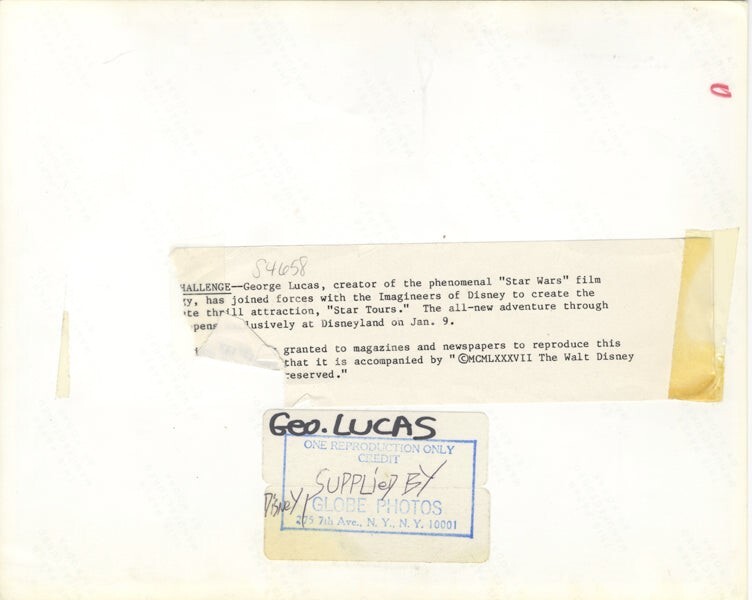 S4658
HALLENGE—George Lucas, creator of the phenomenal "Star Wars" film
gy, has joined forces with the Imagineers of Disney to create the
te thrill attraction, "Star Tours." The all-new adventure through
pens lusively at Disneyland on Jan. 9.
granted to magazines and newspapers to reproduce this
that it is accompanied by "©MCMLXXXVII The Walt Disney
reserved."
Geo. LUCAS
ONE REPRODUCTION ONLY
CREDIT
SUPPLIED BY
DISNEY/
GLOBE PHOTOS
275 7th Ave., N. Y., N. Y. 10001